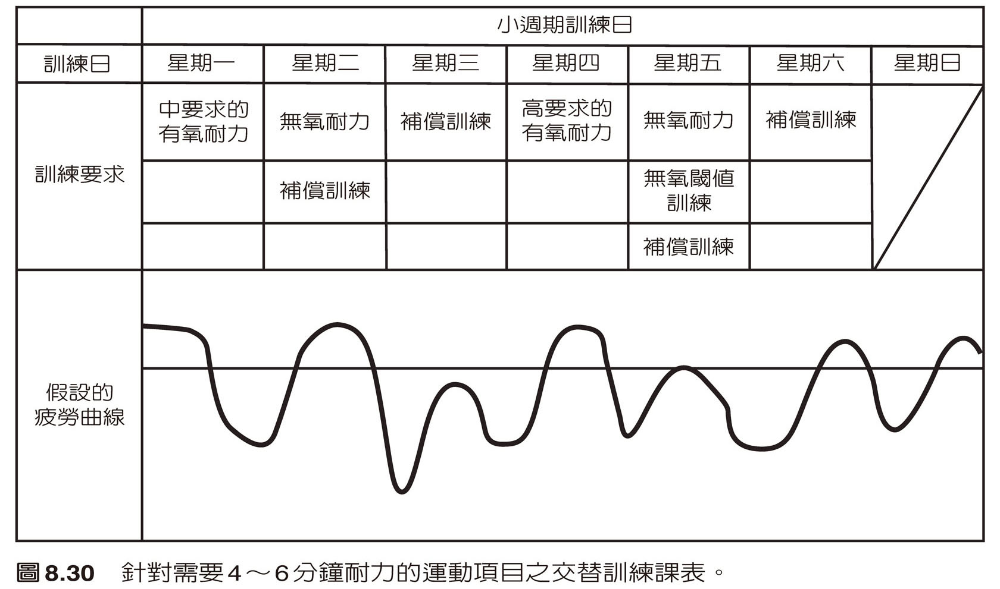 小週期訓練日
訓練日 星期一 星期二 星期三 星期四 星期五 星期六 星期日
訓練要求
中要求的
有氧耐力
無氧耐力
補償訓練
高要求的
有氧耐力
無氧耐力
補償訓練
補償訓練
無氧閾值
訓練
補償訓練
假設的
疲勞曲線
圖8.30 針對需要4～6分鐘耐力的運動項目之交替訓練課表。